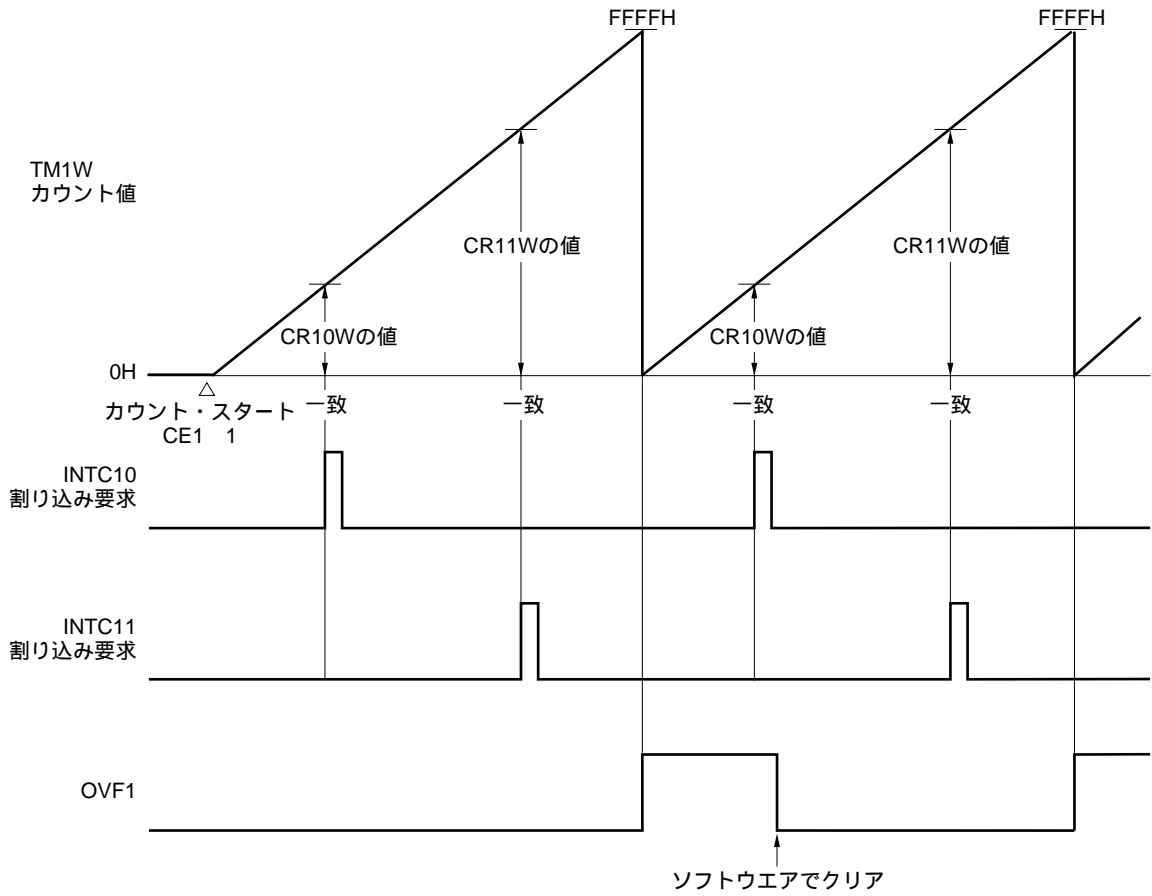 FFFFH
FFFFH
TM1W
カウント値
CR11Wの値
CR11Wの値
CR10Wの値
CR10Wの値
0H
カウント・スタート
CE1 1
一致
一致
一致
一致
INTC10
割り込み要求
INTC11
割り込み要求
OVF1
ソフトウエアでクリア